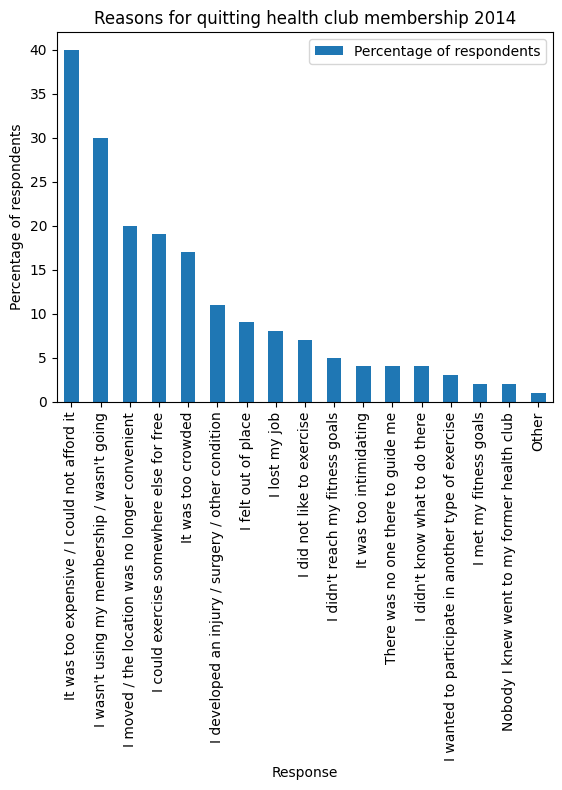 Reasons for quitting health club membership 2014
Percentage of respondents
Percentage of respondents
40
35
30
25
20
15
10
5
0
It was too expensive / I could not afford it
I wasn't using my membership / wasn't going
I moved / the location was no longer convenient
I could exercise somewhere else for free
It was too crowded
I developed an injury / surgery / other condition
I felt out of place
I lost my job
I did not like to exercise
I didn't reach my fitness goals
It was too intimidating
There was no one there to guide me
I didn't know what to do there
I wanted to participate in another type of exercise
I met my fitness goals
Nobody I knew went to my former health club
Other
Response